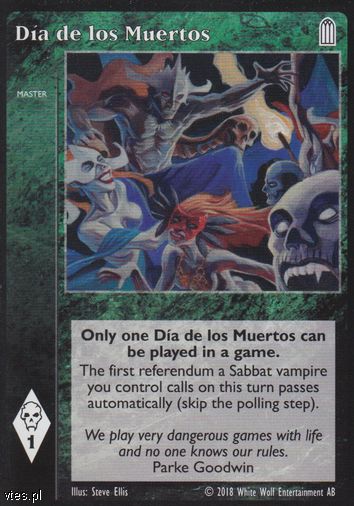 Día de los Muertos
MASTER
Only one Día de los Muertos can
be played in a game.
The first referendum a Sabbat vampire
you control calls on this turn passes
automatically (skip the polling step).
We play very dangerous games with life
and no one knows our rules.
Parke Goodwin
1
Illus: Steve Ellis
© 2018 White Wolf Entertainment AB
vtes.pl